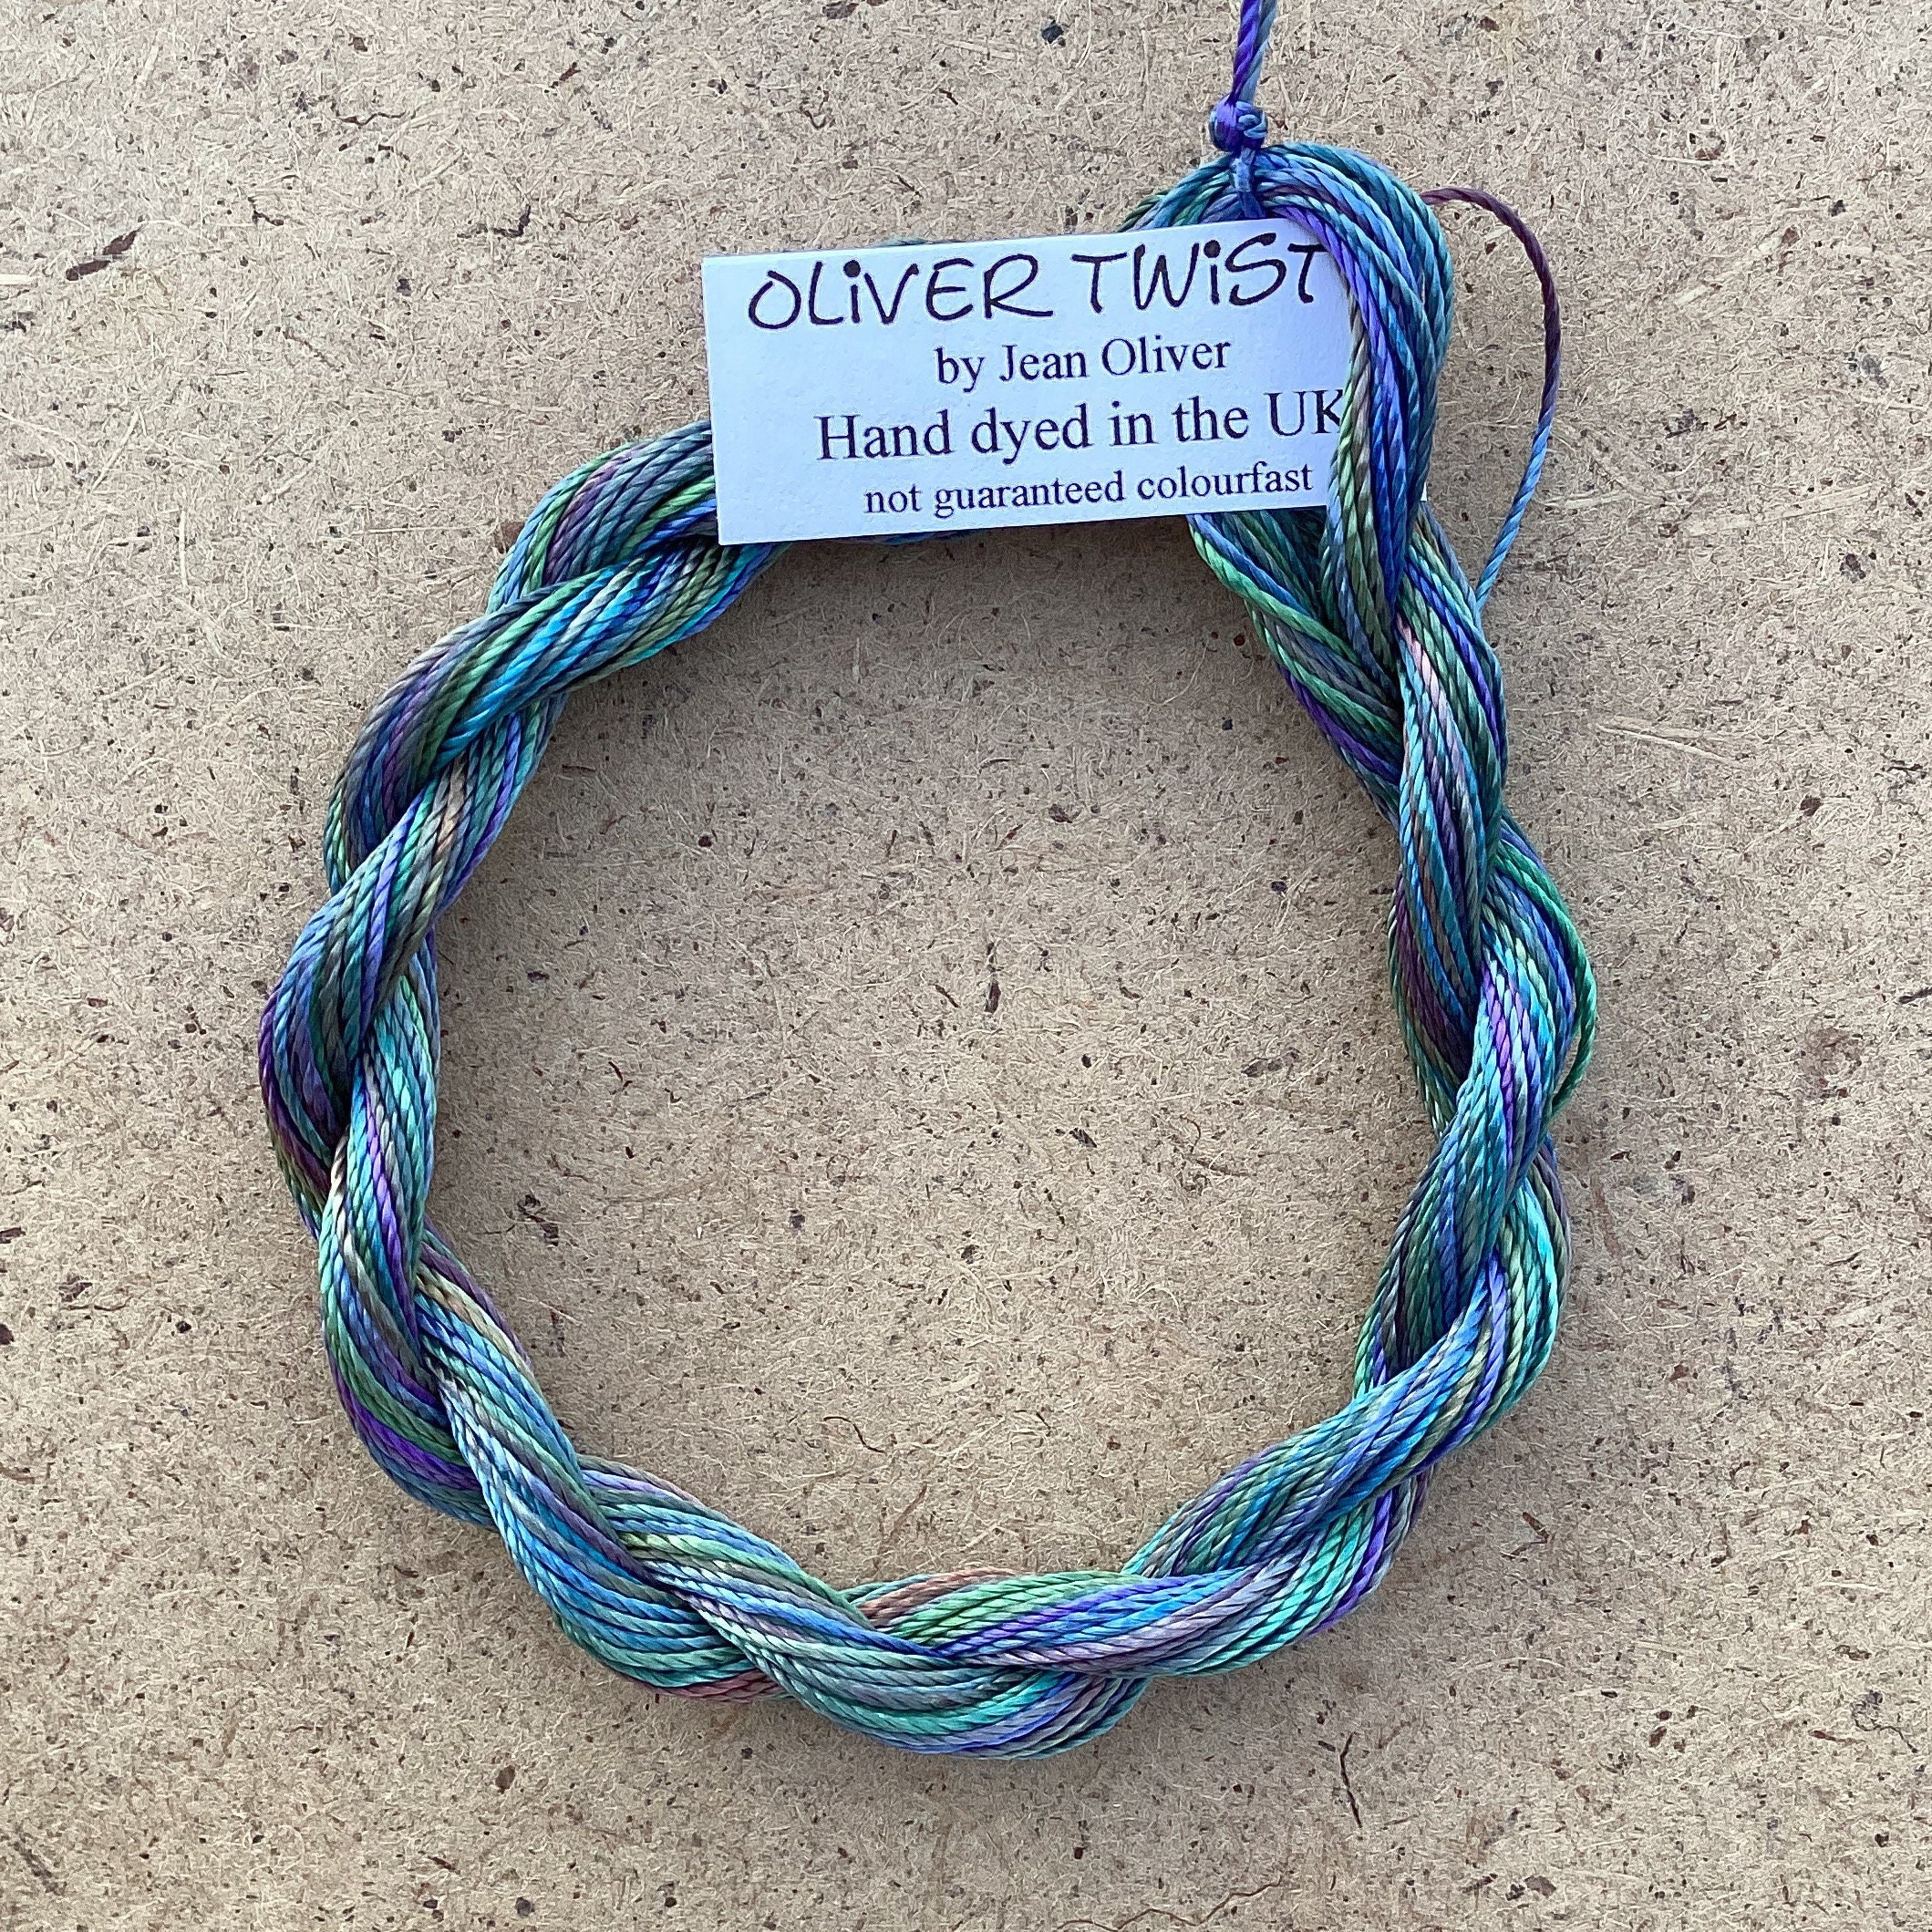 OLiVER TWiST
by Jean Oliver
Hand dyed in the UK
not guaranteed colourfast